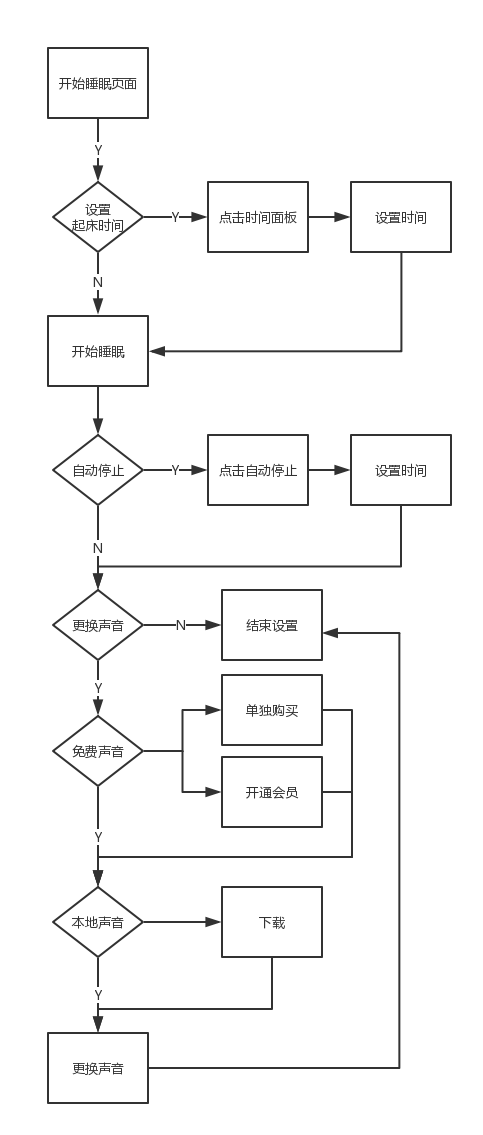 开始睡眠页面
Y
设置
起床时间
Y
点击时间面板
设置时间
N
开始睡眠
自动停止
Y
点击自动停止
设置时间
N
更换声音
N
结束设置
Y
单独购买
免费声音
开通会员
Y
本地声音
下载
Y
更换声音